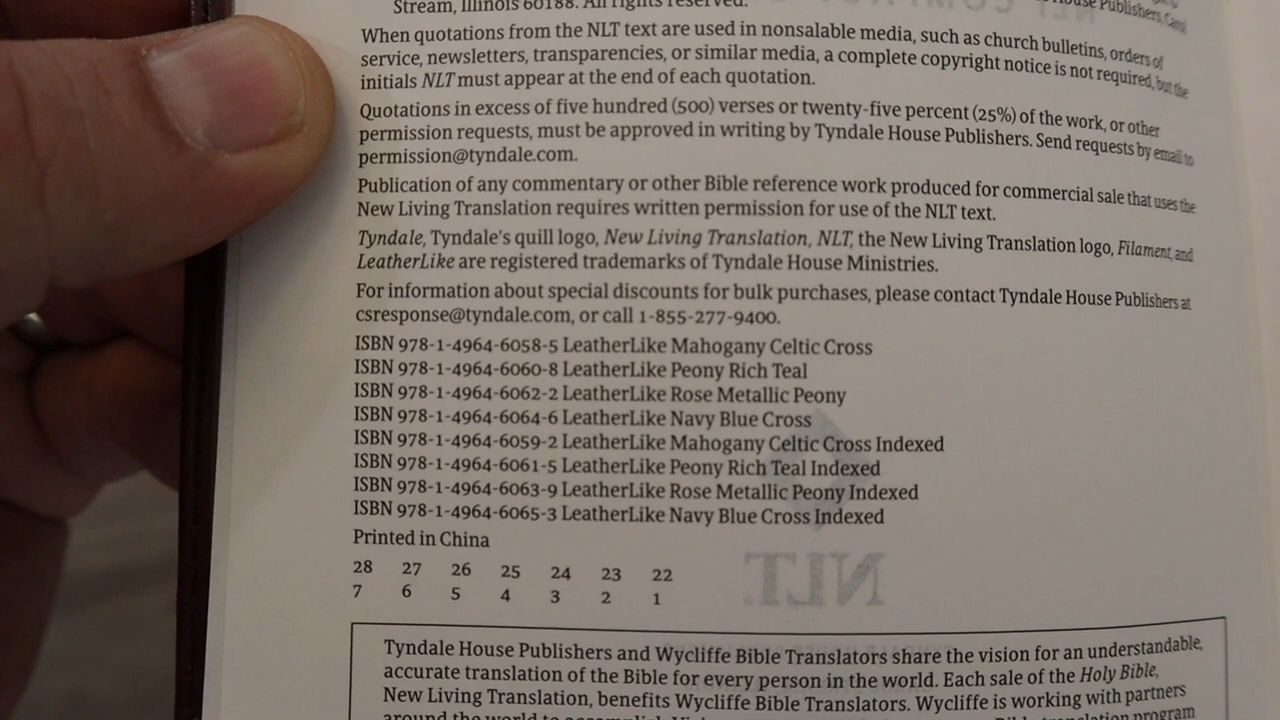 Stream, Illinois 60188. All rights reserved.
House Publishers, Carol
When quotations from the NLT text are used in nonsalable media, such as church bulletins, orders of
service, newsletters, transparencies, or similar media, a complete copyright notice is not required, but the
initials NLT must appear at the end of each quotation.
Quotations in excess of five hundred (500) verses or twenty-five percent (25%) of the work, or other
permission requests, must be approved in writing by Tyndale House Publishers. Send requests by email to
permission@tyndale.com.
Publication of any commentary or other Bible reference work produced for commercial sale that uses the
New Living Translation requires written permission for use of the NLT text.
Tyndale, Tyndale's quill logo, New Living Translation, NLT, the New Living Translation logo, Filament, and
LeatherLike are registered trademarks of Tyndale House Ministries.
For information about special discounts for bulk purchases, please contact Tyndale House Publishers at
csresponse@tyndale.com, or call 1-855-277-9400.
ISBN 978-1-4964-6058-5 LeatherLike Mahogany Celtic Cross
ISBN 978-1-4964-6060-8 LeatherLike Peony Rich Teal
ISBN 978-1-4964-6062-2 LeatherLike Rose Metallic Peony
ISBN 978-1-4964-6064-6 LeatherLike Navy Blue Cross
ISBN 978-1-4964-6059-2 LeatherLike Mahogany Celtic Cross Indexed
ISBN 978-1-4964-6061-5 LeatherLike Peony Rich Teal Indexed
ISBN 978-1-4964-6063-9 LeatherLike Rose Metallic Peony Indexed
ISBN 978-1-4964-6065-3 LeatherLike Navy Blue Cross Indexed
Printed in China
28 27 26 25 24 23 22
7 6 5 4 3 2 1
NLT
Tyndale House Publishers and Wycliffe Bible Translators share the vision for an understandable,
accurate translation of the Bible for every person in the world. Each sale of the Holy Bible,
New Living Translation, benefits Wycliffe Bible Translators. Wycliffe is working with partners
around the world to accomplish Bible translation program